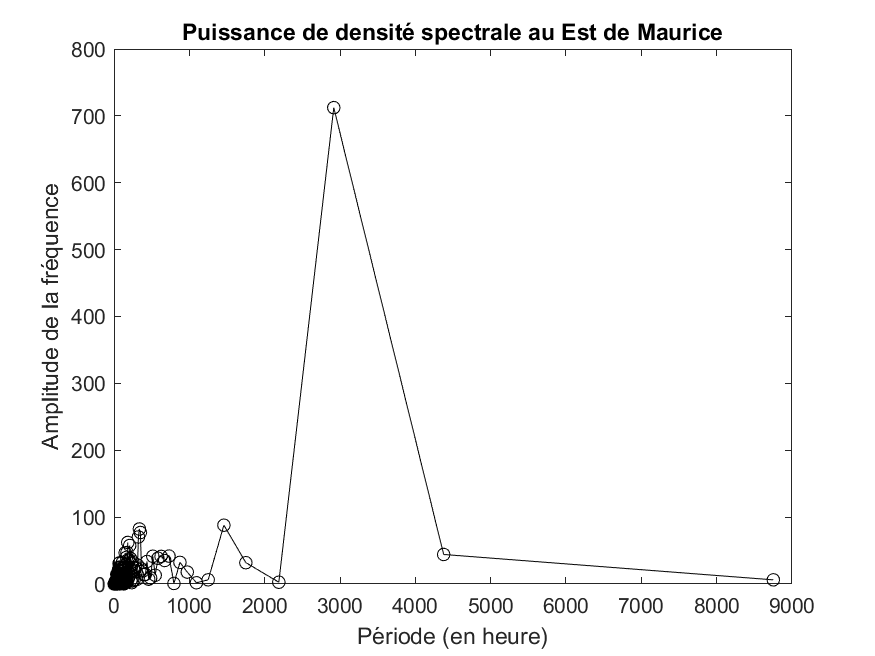 Puissance de densité spectrale au Est de Maurice
800
700
600
500
400
300
200
100
0
Amplitude de la fréquence
0 1000 2000 3000 4000 5000 6000 7000 8000 9000
Période (en heure)